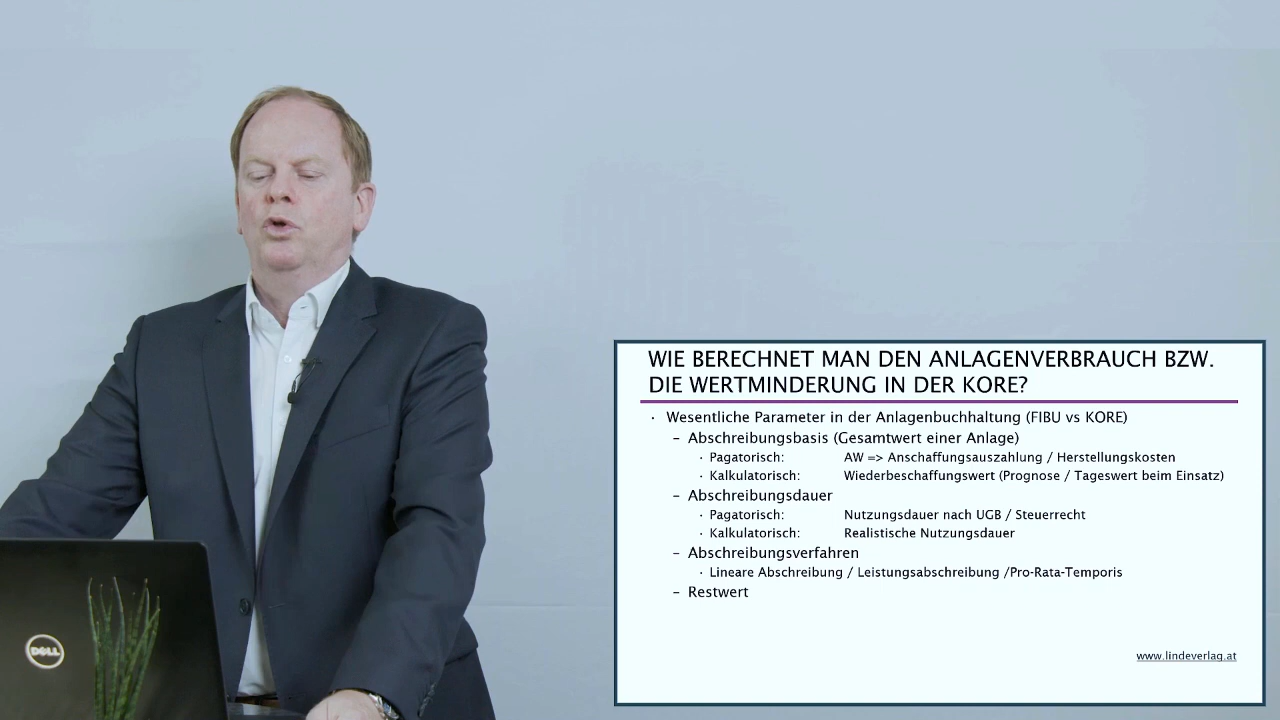 WIE BERECHNET MAN DEN ANLAGENVERBRAUCH BZW.
DIE WERTMINDERUNG IN DER KORE?
· Wesentliche Parameter in der Anlagenbuchhaltung (FIBU vs KORE)
– Abschreibungsbasis (Gesamtwert einer Anlage)
· Pagatorisch: AW => Anschaffungsauszahlung / Herstellungskosten
· Kalkulatorisch: Wiederbeschaffungswert (Prognose / Tageswert beim Einsatz)
– Abschreibungsdauer
· Pagatorisch: Nutzungsdauer nach UGB / Steuerrecht
· Kalkulatorisch: Realistische Nutzungsdauer
– Abschreibungsverfahren
· Lineare Abschreibung / Leistungsabschreibung /Pro-Rata-Temporis
– Restwert
www.lindeverlag.at
DELL